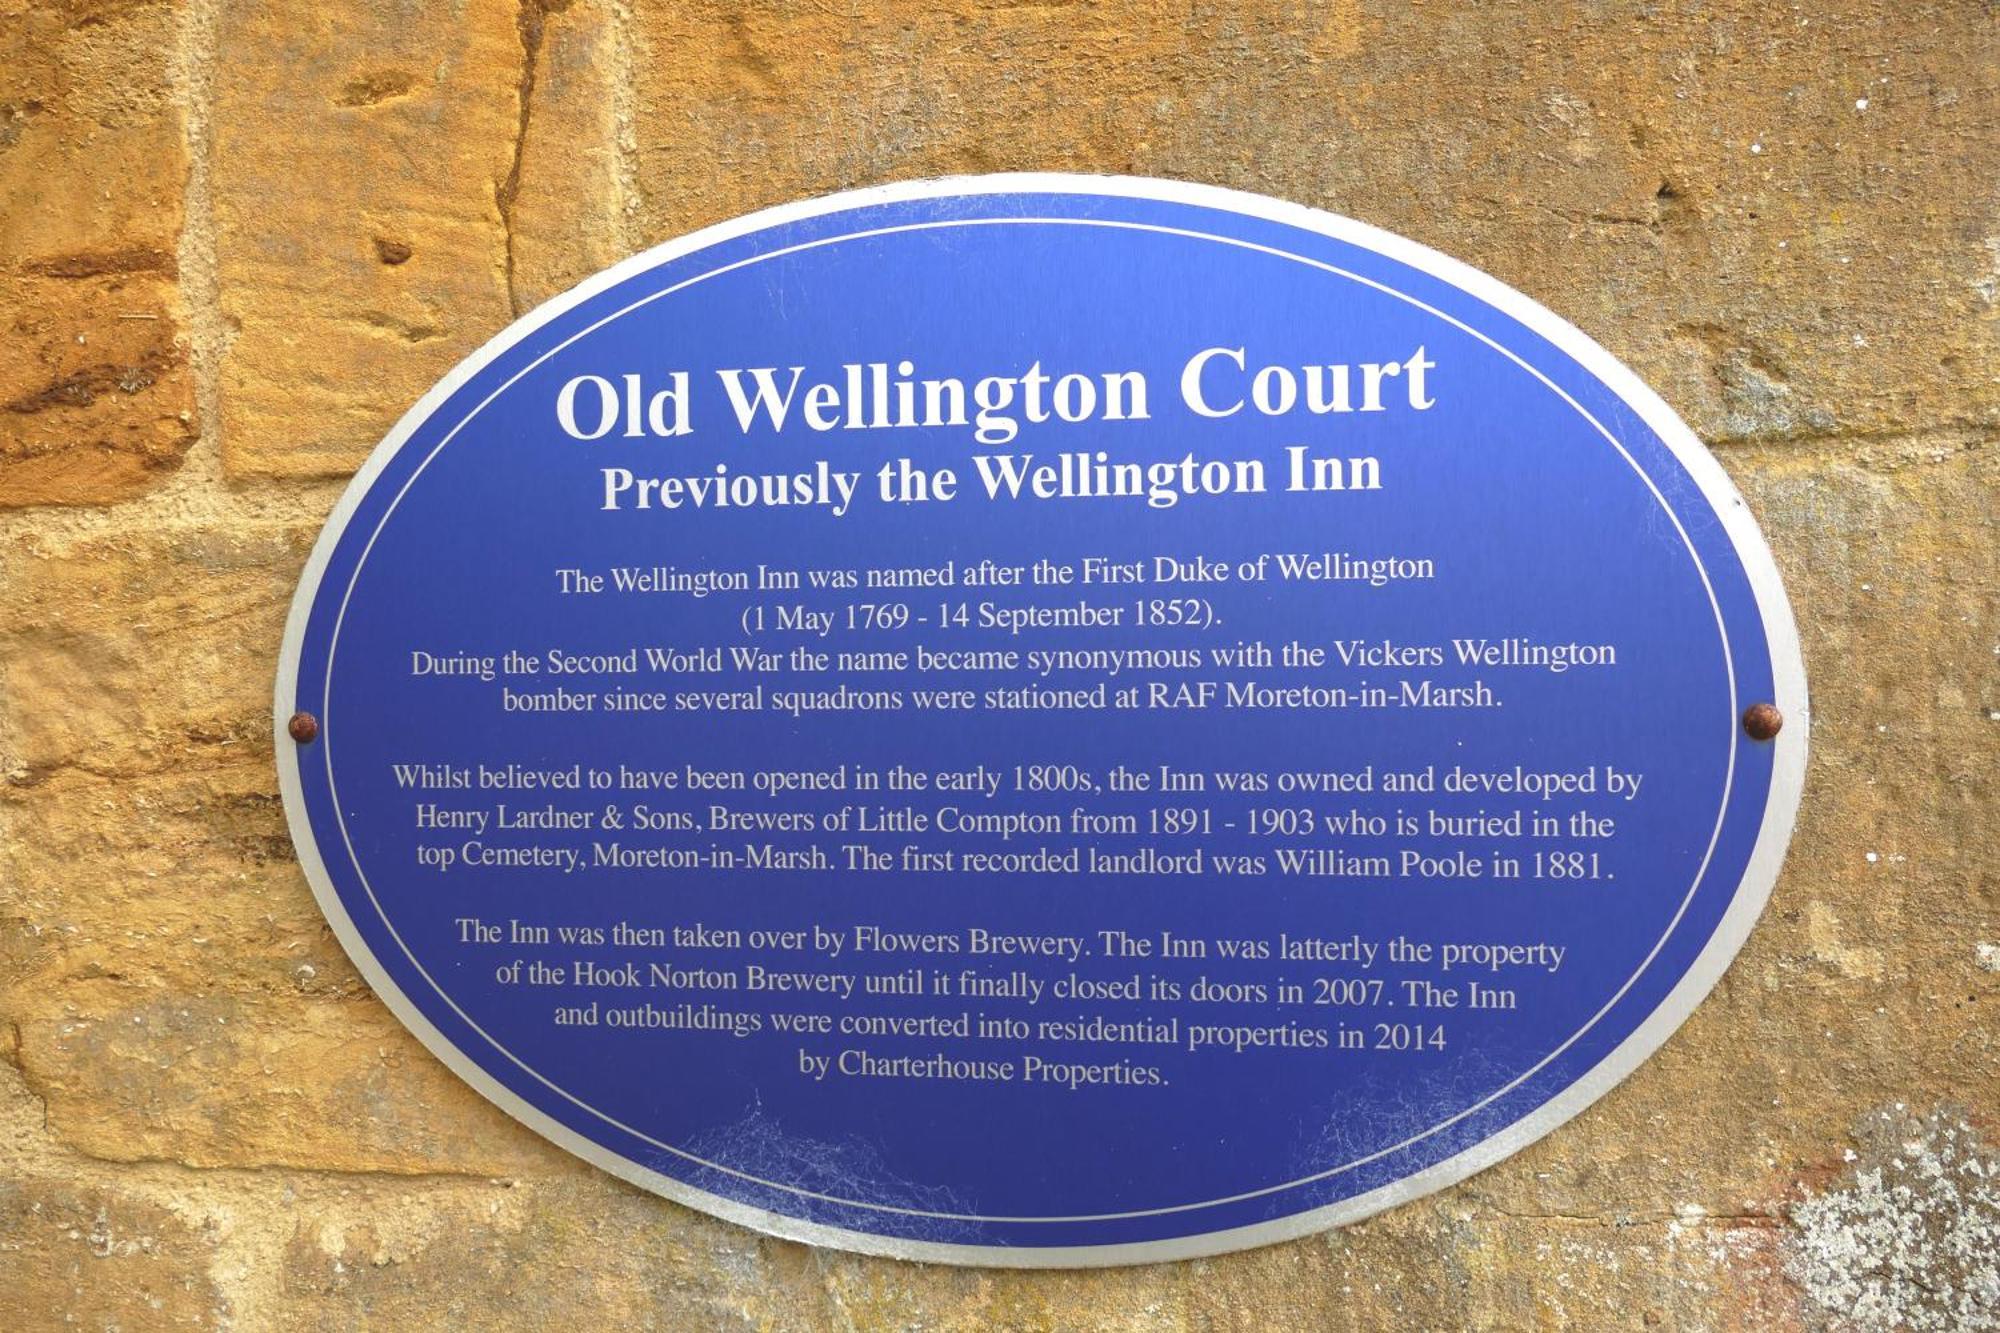 Old Wellington Court
Previously the Wellington Inn
The Wellington Inn was named after the First Duke of Wellington
(1 May 1769 - 14 September 1852).
During the Second World War the name became synonymous with the Vickers Wellington
bomber since several squadrons were stationed at RAF Moreton-in-Marsh.
Whilst believed to have been opened in the early 1800s, the Inn was owned and developed by
Henry Lardner & Sons, Brewers of Little Compton from 1891 - 1903 who is buried in the
top Cemetery, Moreton-in-Marsh. The first recorded landlord was William Poole in 1881.
The Inn was then taken over by Flowers Brewery. The Inn was latterly the property
of the Hook Norton Brewery until it finally closed its doors in 2007. The Inn
and outbuildings were converted into residential properties in 2014
by Charterhouse Properties.